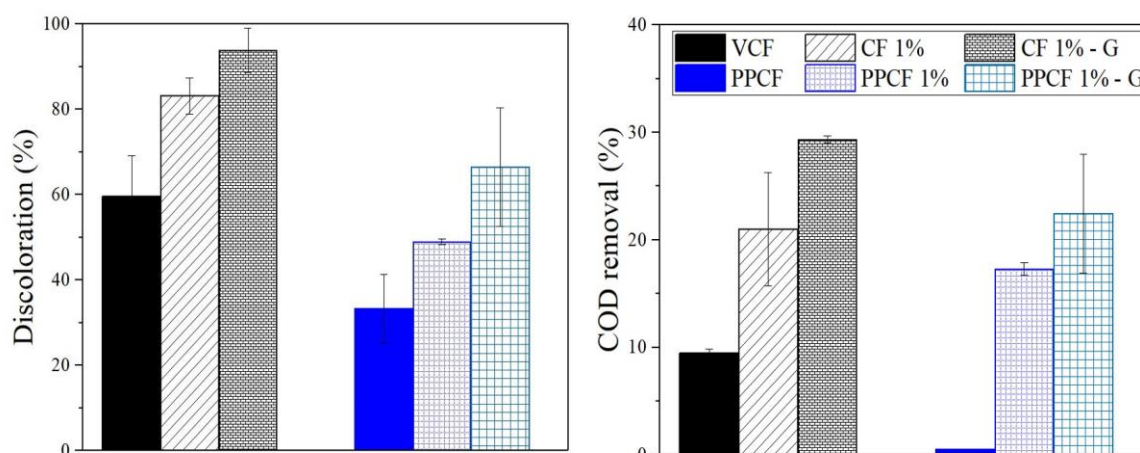 Discoloration (%)
100
80
60
40
20
0
COD removal (%)
40
30
20
10
0
VCF CF 1% CF 1% - G
PPCF PPCF 1% PPCF 1% - G